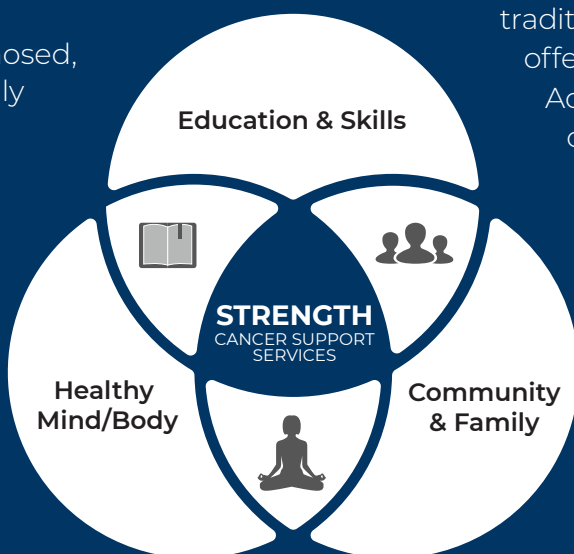 osed,
ly
tradit
offe
Ac
Education & Skills
STRENGTH
CANCER SUPPORT
SERVICES
Healthy
Mind/Body
Community
& Family